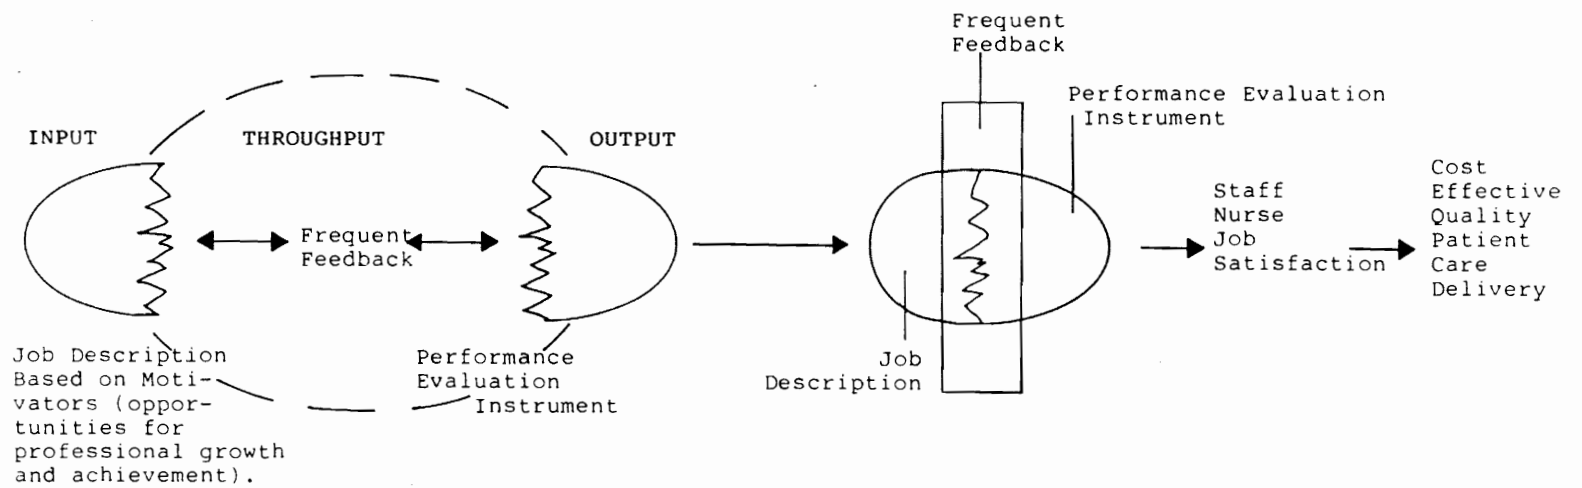 INPUT
THROUGHPUT
OUTPUT
Frequent
Feedback
Job Description
Based on Moti-
vators (oppor-
tunities for
professional growth
and achievement).
Performance
Evaluation
Instrument
Frequent
Feedback
Performance Evaluation
Instrument
Job
Description
Staff
Nurse
Job
Satisfaction
Cost
Effective
Quality
Patient
Care
Delivery